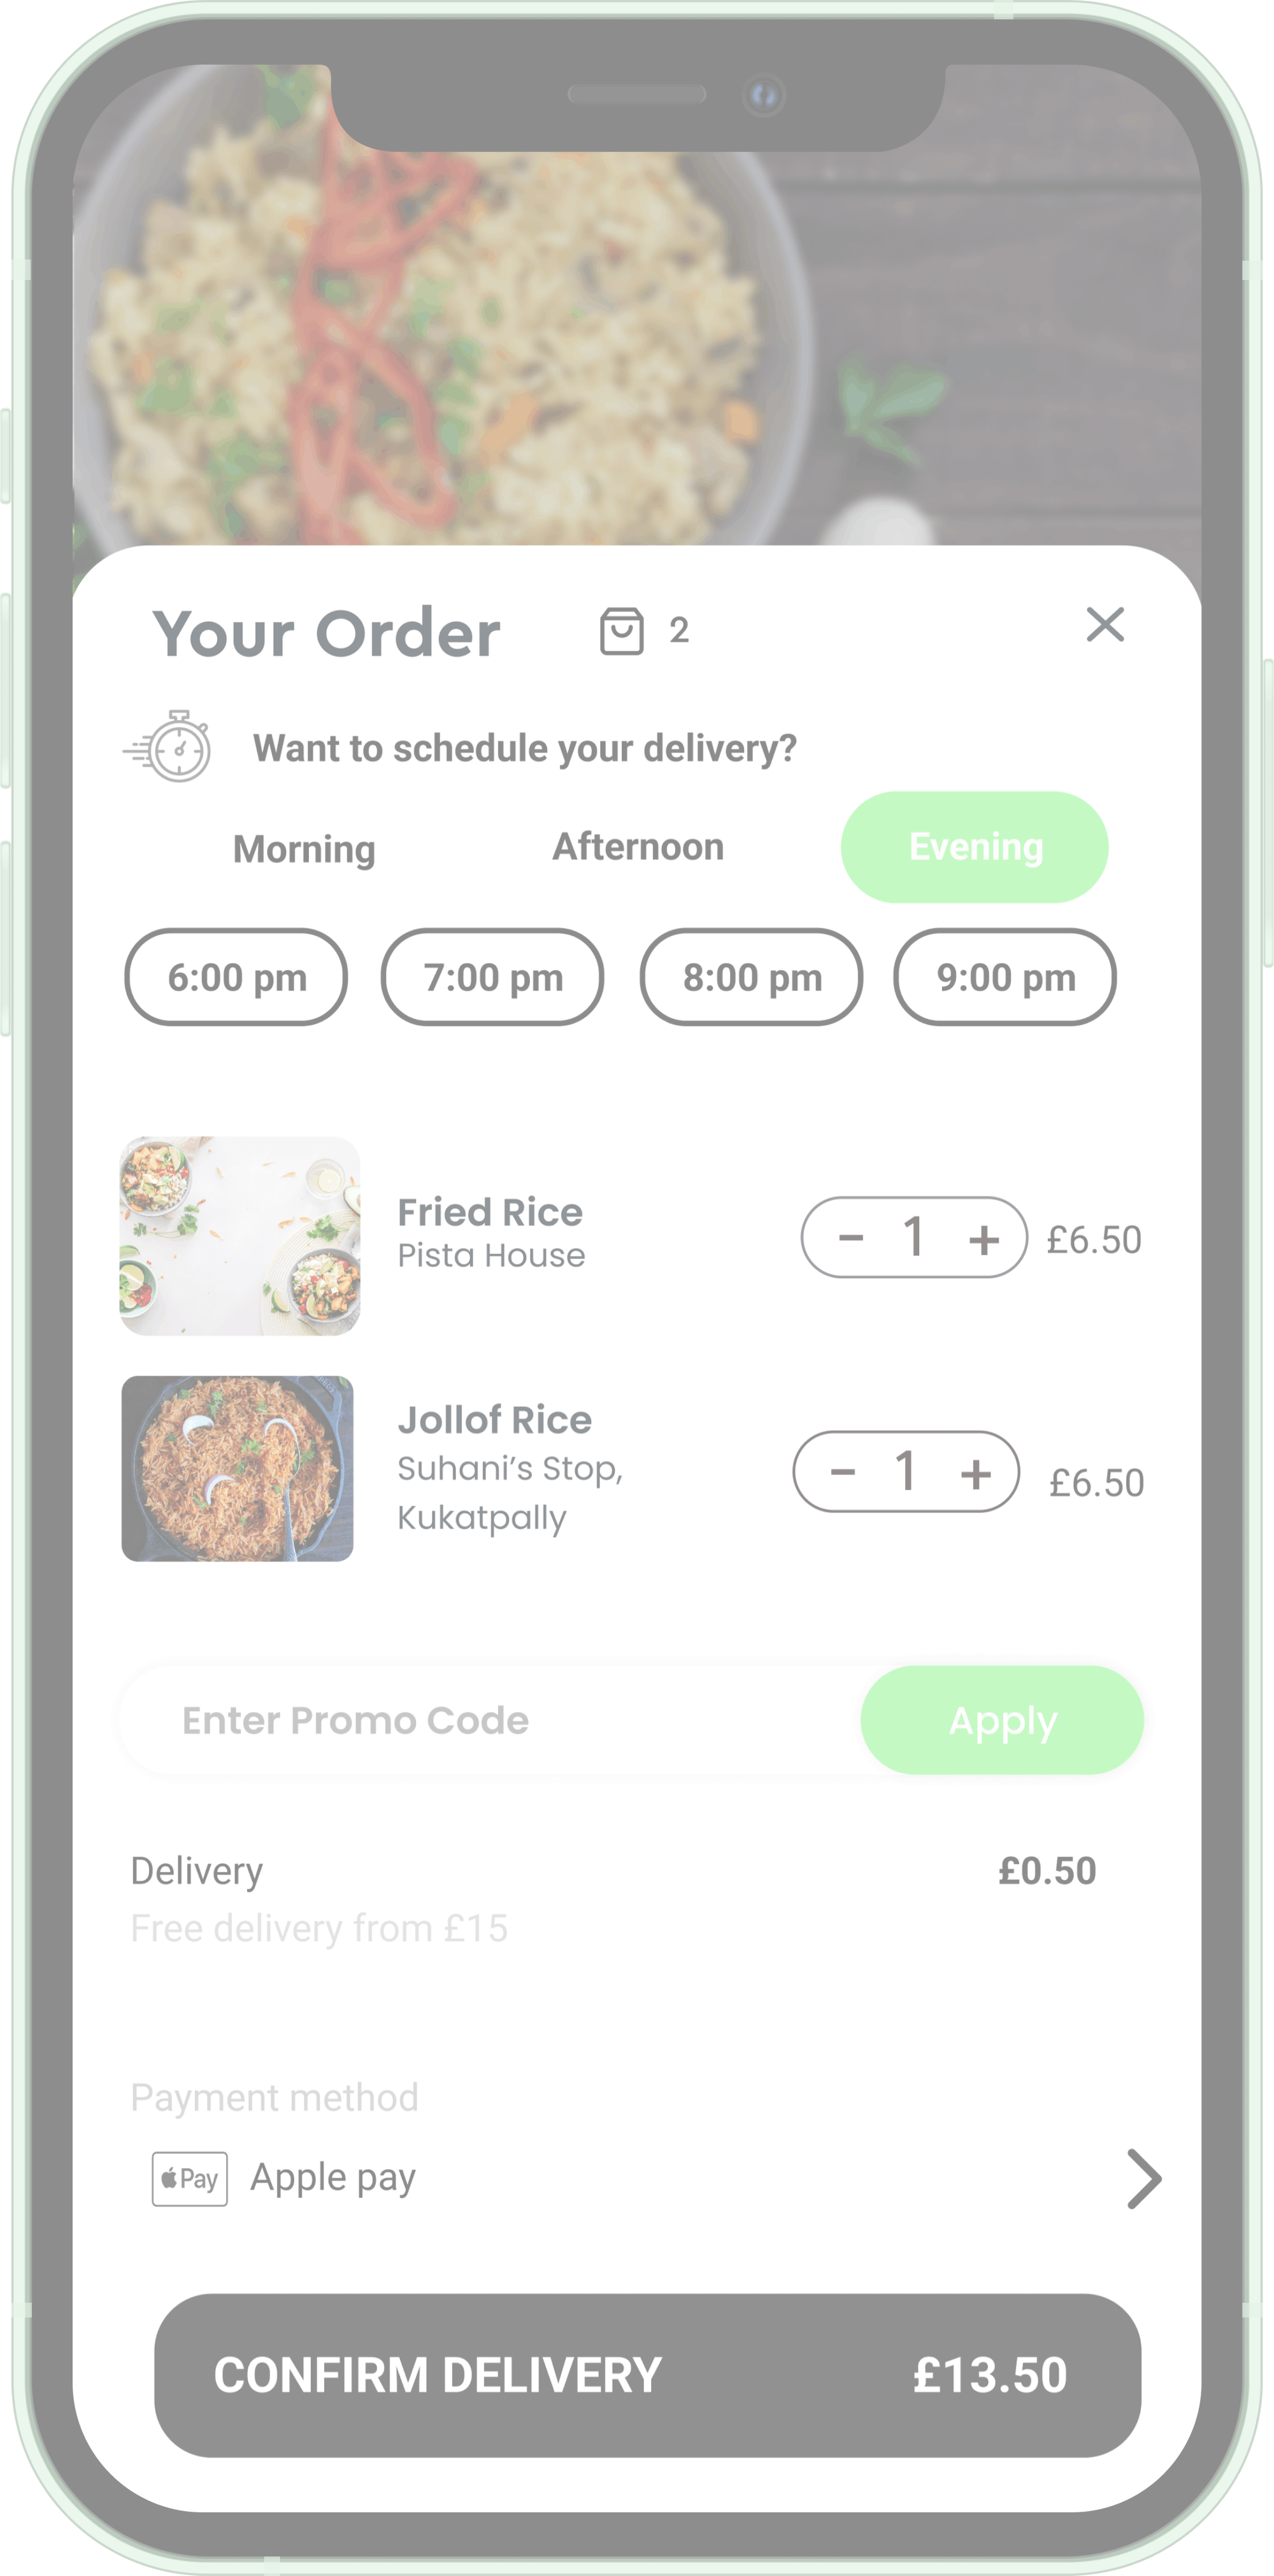 Your Order 2
Want to schedule your delivery?
Morning Afternoon Evening
6:00 pm 7:00 pm 8:00 pm 9:00 pm
Fried Rice
Pista House
- 1 + £6.50
Jollof Rice
Suhani’s Stop,
Kukatpally
- 1 + £6.50
Enter Promo Code Apply
Delivery £0.50
Free delivery from £15
Payment method
Pay Apple pay
CONFIRM DELIVERY £13.50